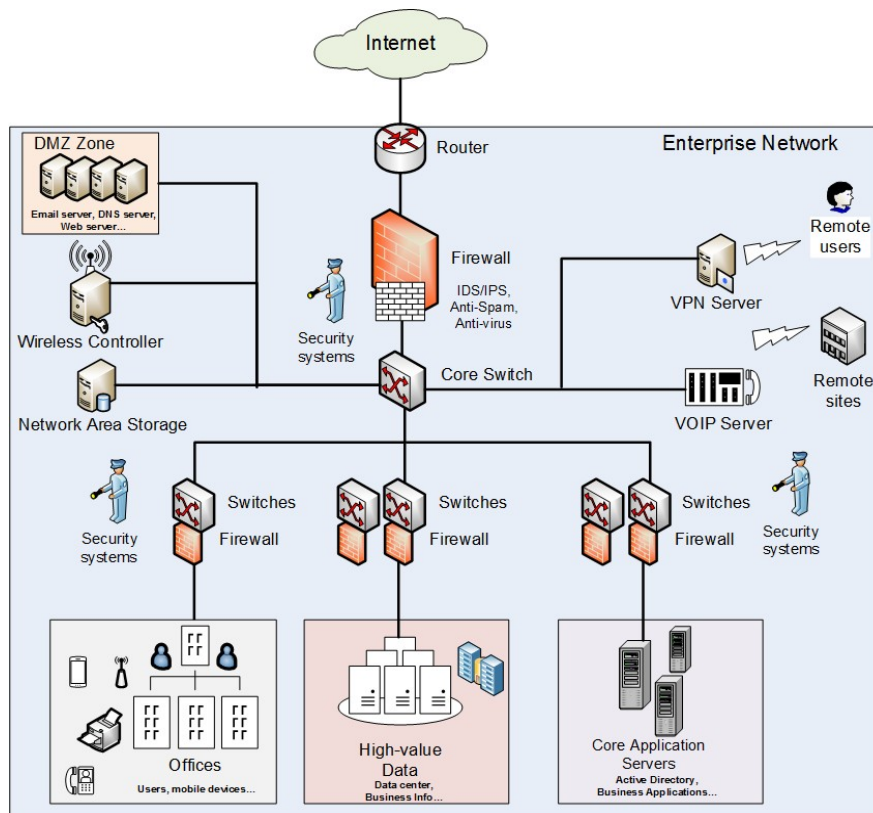 Internet
DMZ Zone
Email server, DNS server,
Web server...
Router
Enterprise Network
Remote
users
Firewall
IDS/IPS,
Anti-Spam,
Anti-virus
VPN Server
Wireless Controller
Security
systems
Core Switch
Remote
sites
Network Area Storage
VOIP Server
Security
systems
Switches
Firewall
Switches
Firewall
Switches
Firewall
Security
systems
Offices
Users, mobile devices...
High-value
Data
Data center,
Business Info...
Core Application
Servers
Active Directory,
Business Applications...